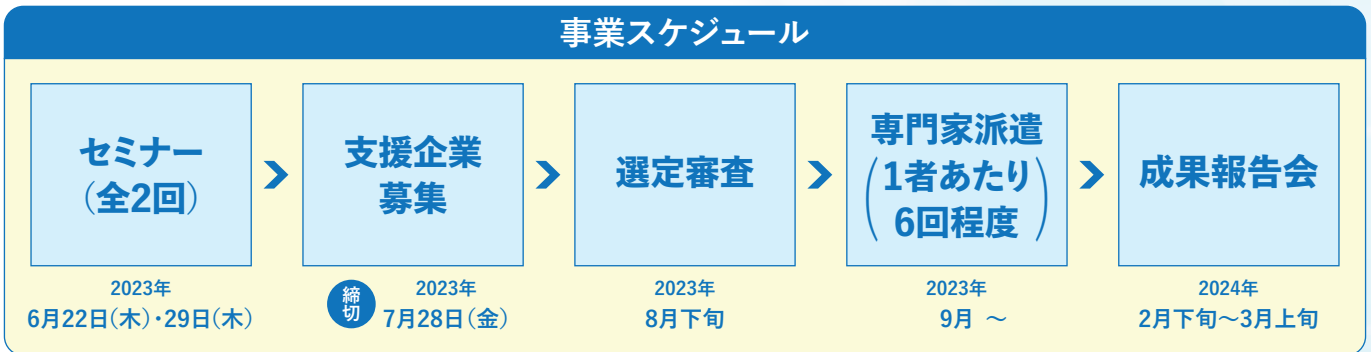 事業スケジュール
セミナー
（全2回）
2023年
6月22日（木）・29日（木）
支援企業
募集
締切
2023年
7月28日（金）
選定審査
2023年
8月下旬
専門家派遣
（1者あたり
6回程度）
2023年
9月 ～
成果報告会
2024年
2月下旬～3月上旬